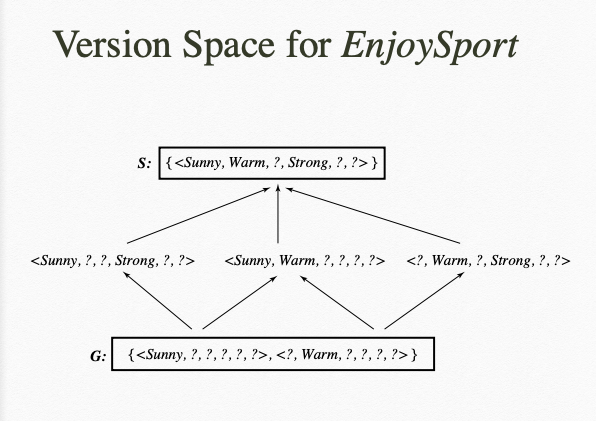 Version Space for EnjoySport
S: {<Sunny, Warm, ?, Strong, ?, ?>}
<Sunny, ?, ?, Strong, ?, ?> <Sunny, Warm, ?, ?, ?, ?> <?, Warm, ?, Strong, ?, ?>
G: {<Sunny, ?, ?, ?, ?, ?>, <?, Warm, ?, ?, ?, ?>}